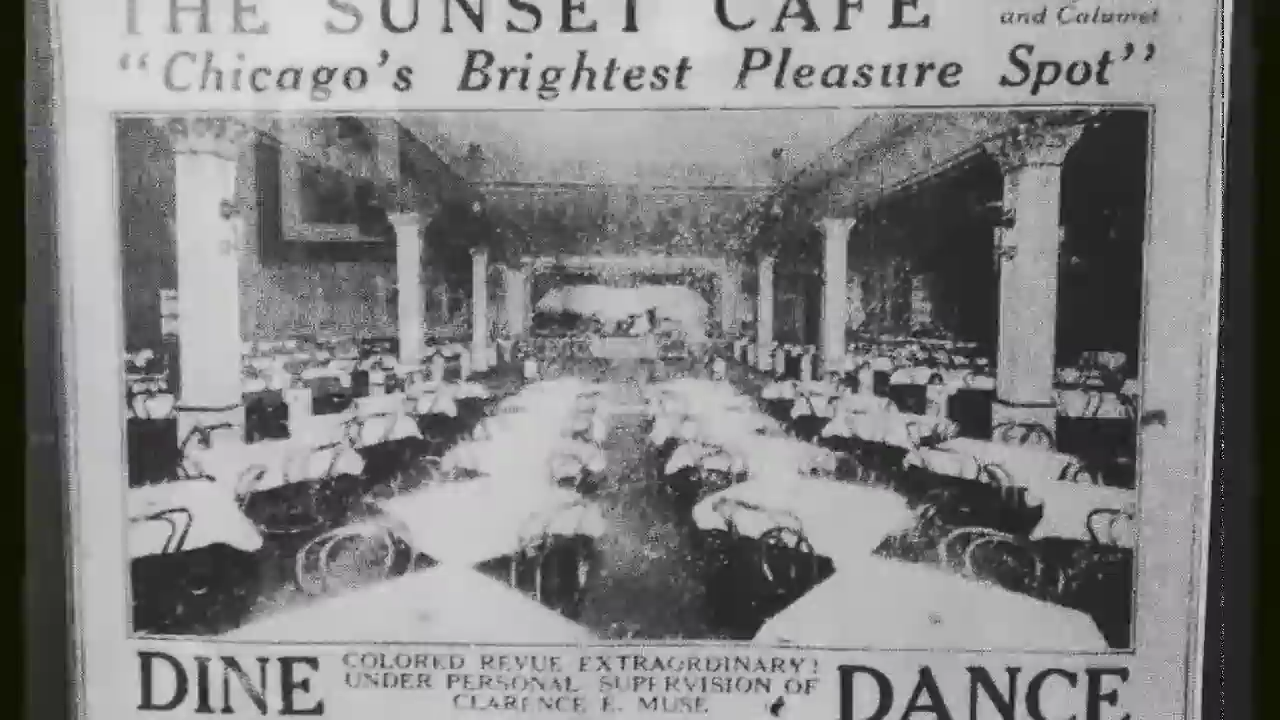 THE SUNSET CAFE
and Calumet
"Chicago's Brightest Pleasure Spot"
DINE
COLORED REVUE EXTRAORDINARY!
UNDER PERSONAL SUPERVISION OF
CLARENCE E. MUSE
DANCE